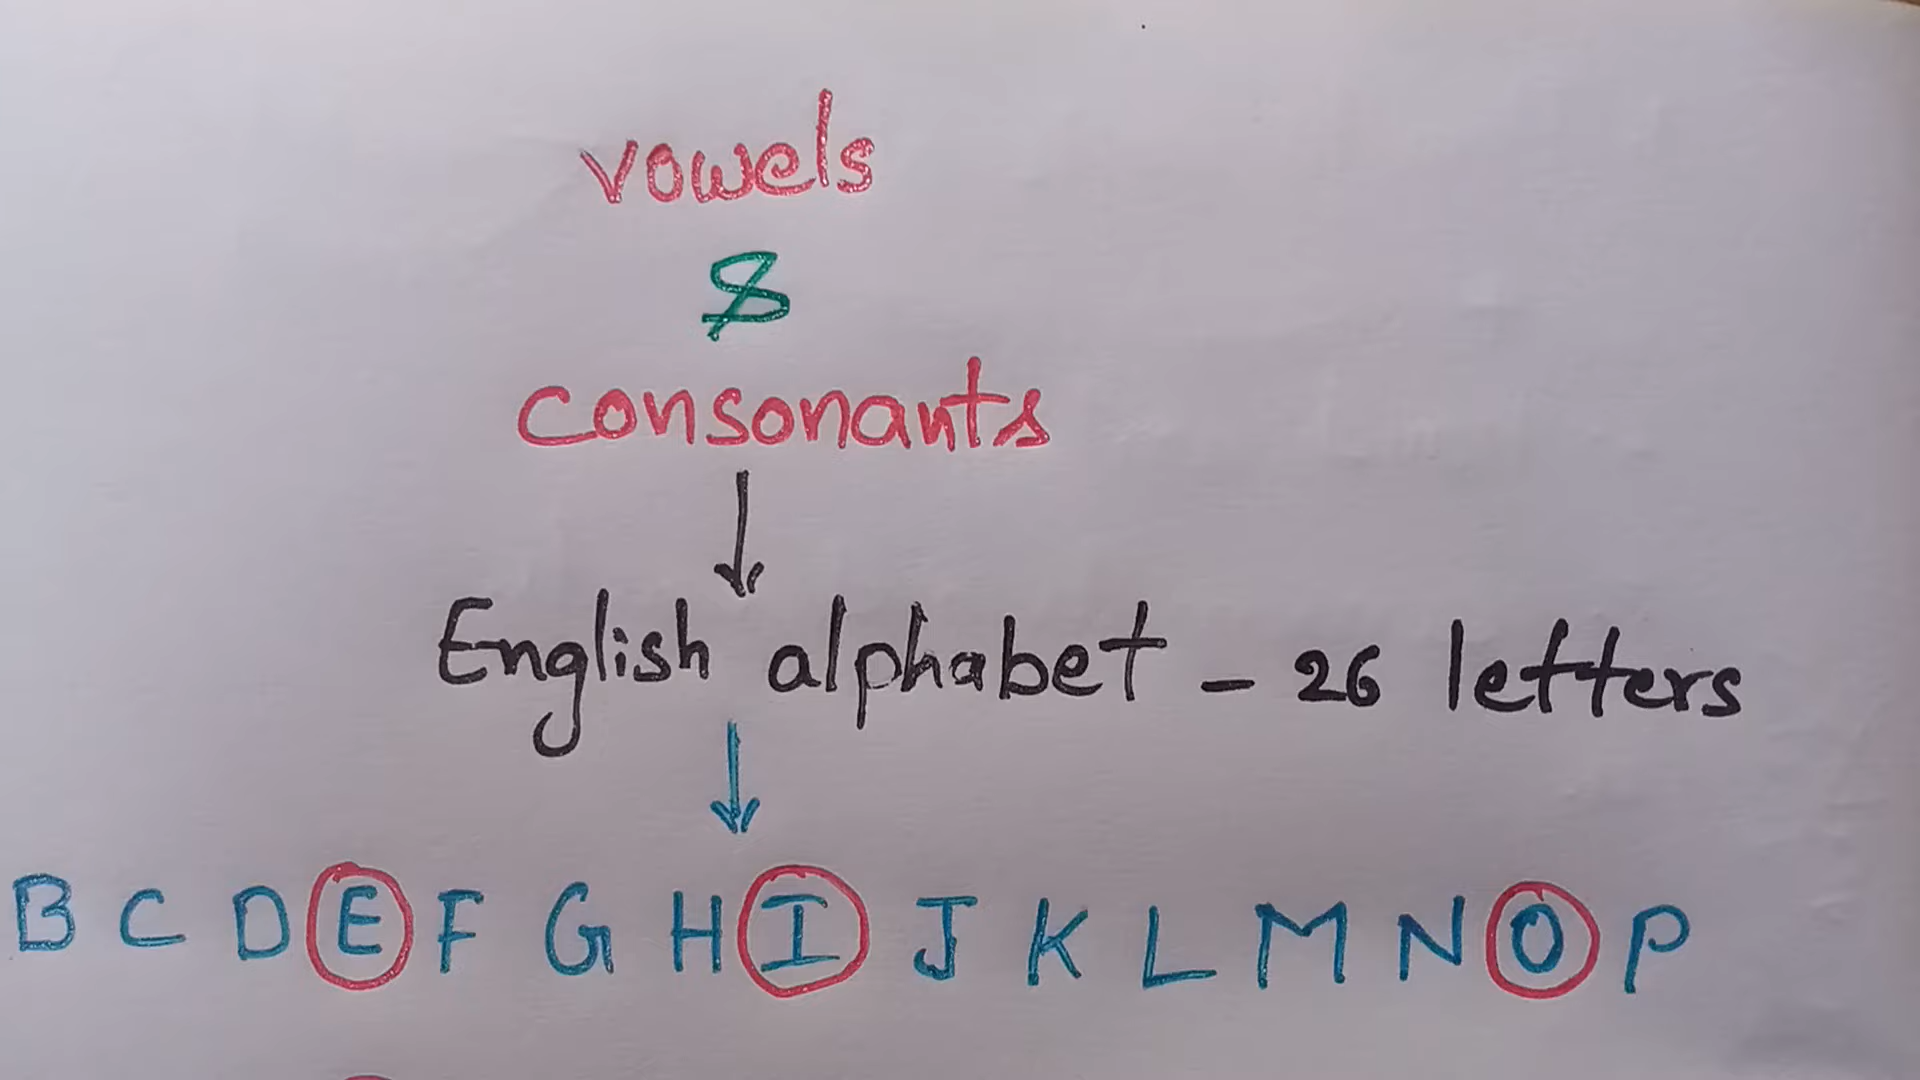 vowels
&
consonants
English alphabet - 26 letters
B C D E F G H I J K L M N O P